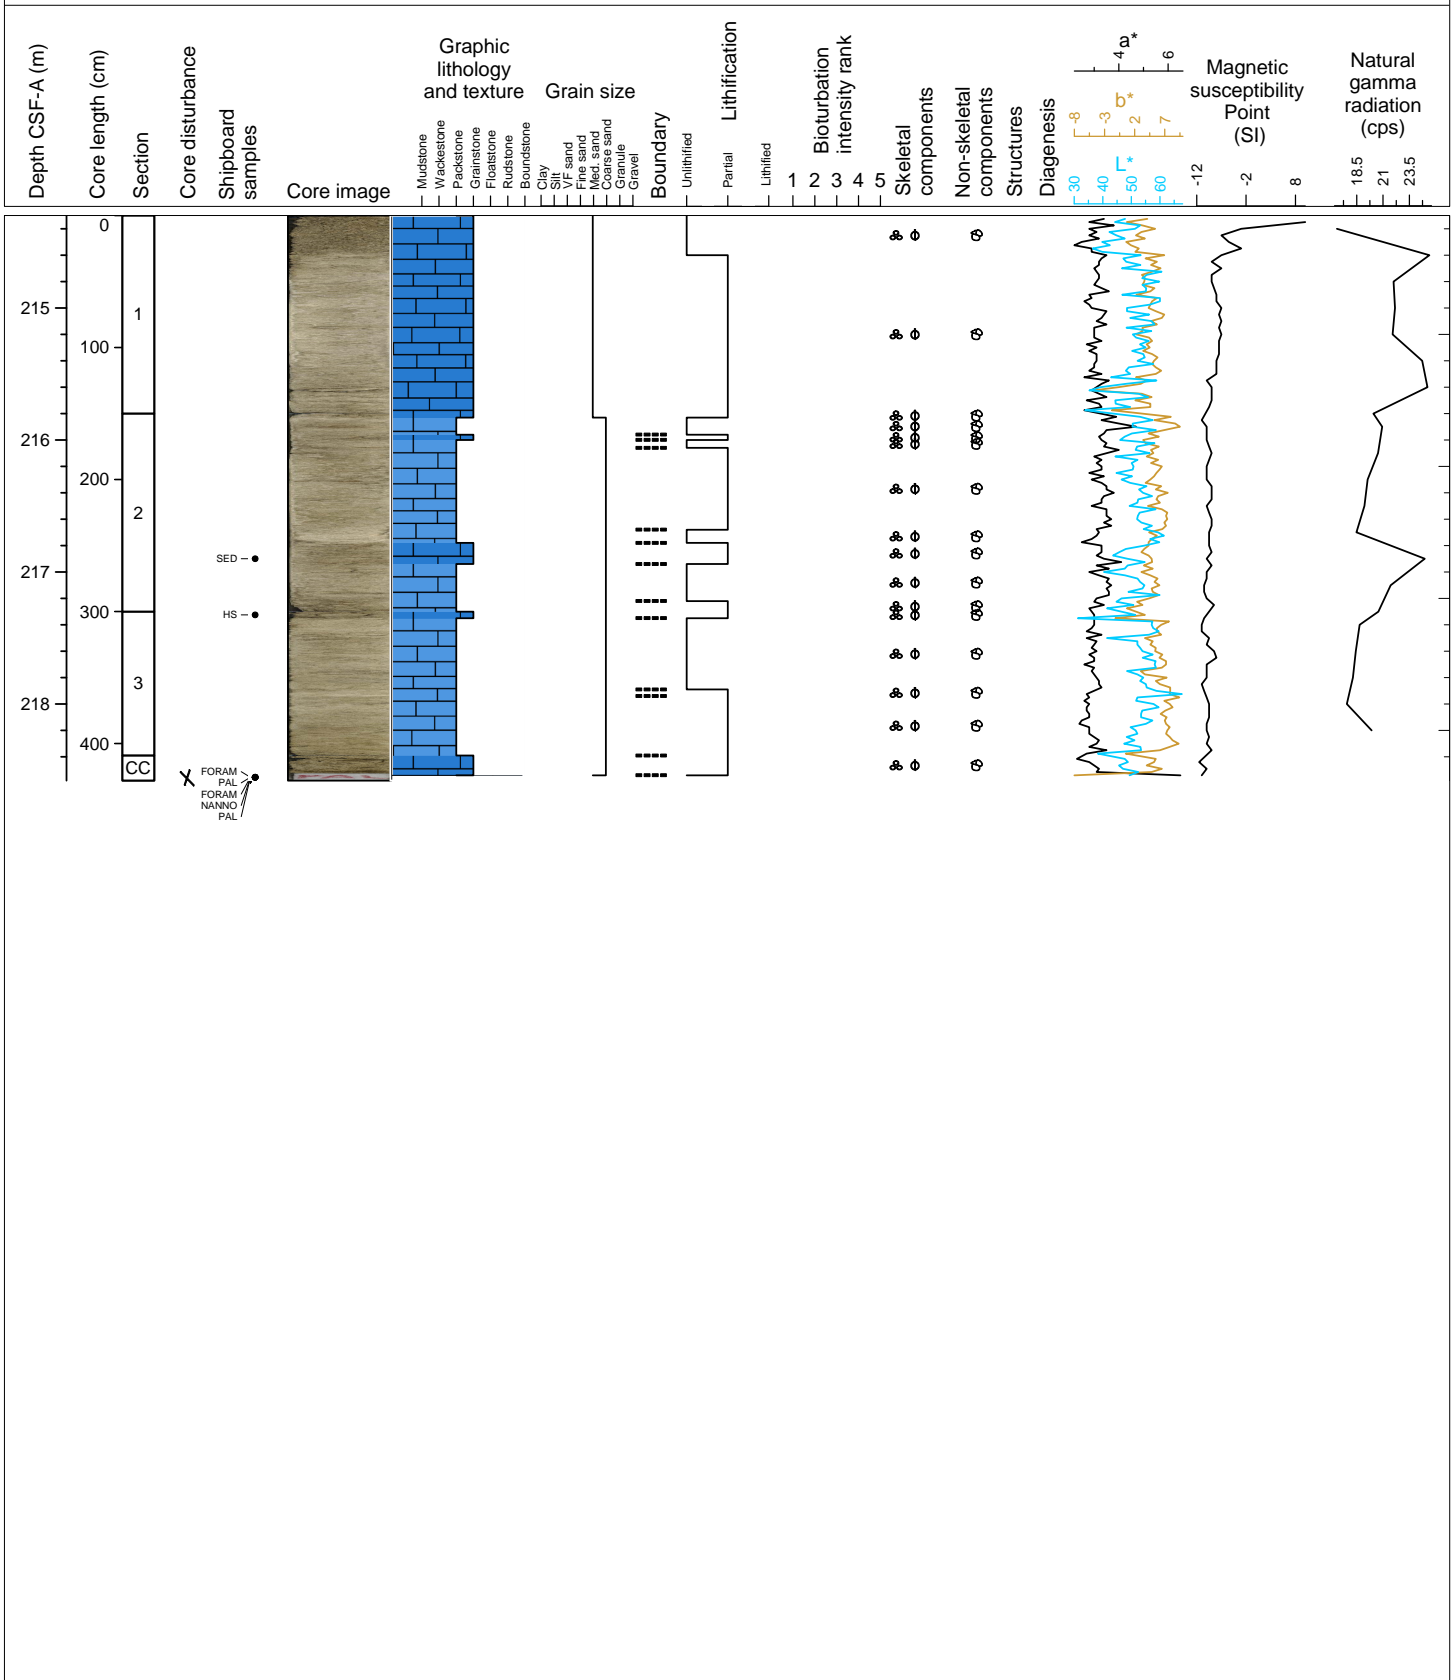 Depth CSF-A (m)
Core length (cm)
Section
Core disturbance
Shipboard
samples
Core image
Graphic
lithology
and texture
Mudstone
Wackestone
Packstone
Grainstone
Floatstone
Rudstone
Boundstone
Grain size
Clay
Silt
VF sand
Fine sand
Med. sand
Coarse sand
Granule
Gravel
Boundary
Lithification
Unlithified
Partial
Lithified
Bioturbation
intensity rank
1 2 3 4 5
Skeletal
components
Non-skeletal
components
Structures
Diagenesis
a*
4 6
b*
-8 -3 2 7
L*
30 40 50 60
Magnetic
susceptibility
Point
(SI)
-12 -2 8
Natural
gamma
radiation
(cps)
18.5 21 23.5
0
215
1
100
216
200
2
SED
217
300
HS
3
218
400
CC
FORAM
PAL
FORAM
NANNO
PAL